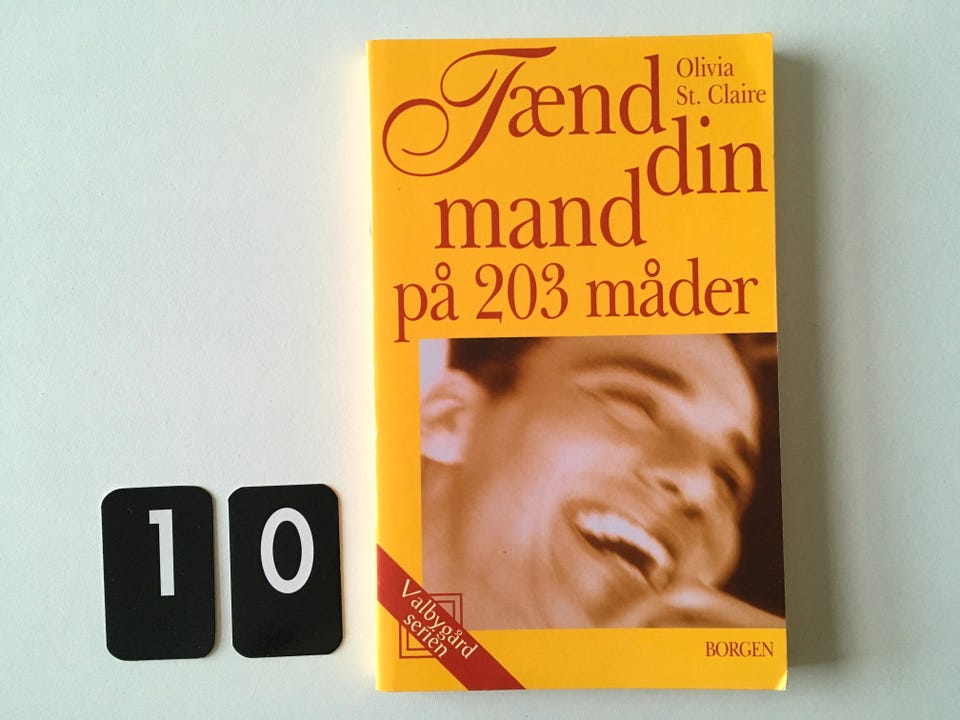 Tænd
Olivia
St. Claire
din
mand
på 203 måder
Valbygård
serien
BORGEN
10